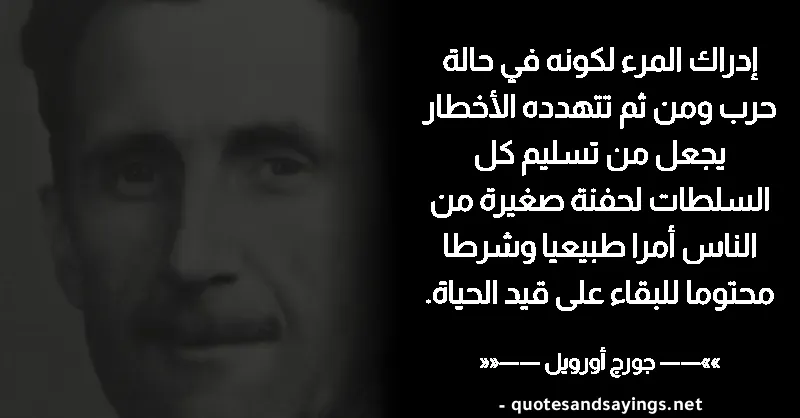 إدراك المرء لكونه في حالة
حرب ومن ثم تتهدده الأخطار
يجعل من تسليم كل
السلطات لحفنة صغيرة من
الناس أمرا طبيعيا وشرطا
محتوما للبقاء على قيد الحياة.
»—— جورج أورويل ——««
- quotesandsayings.net